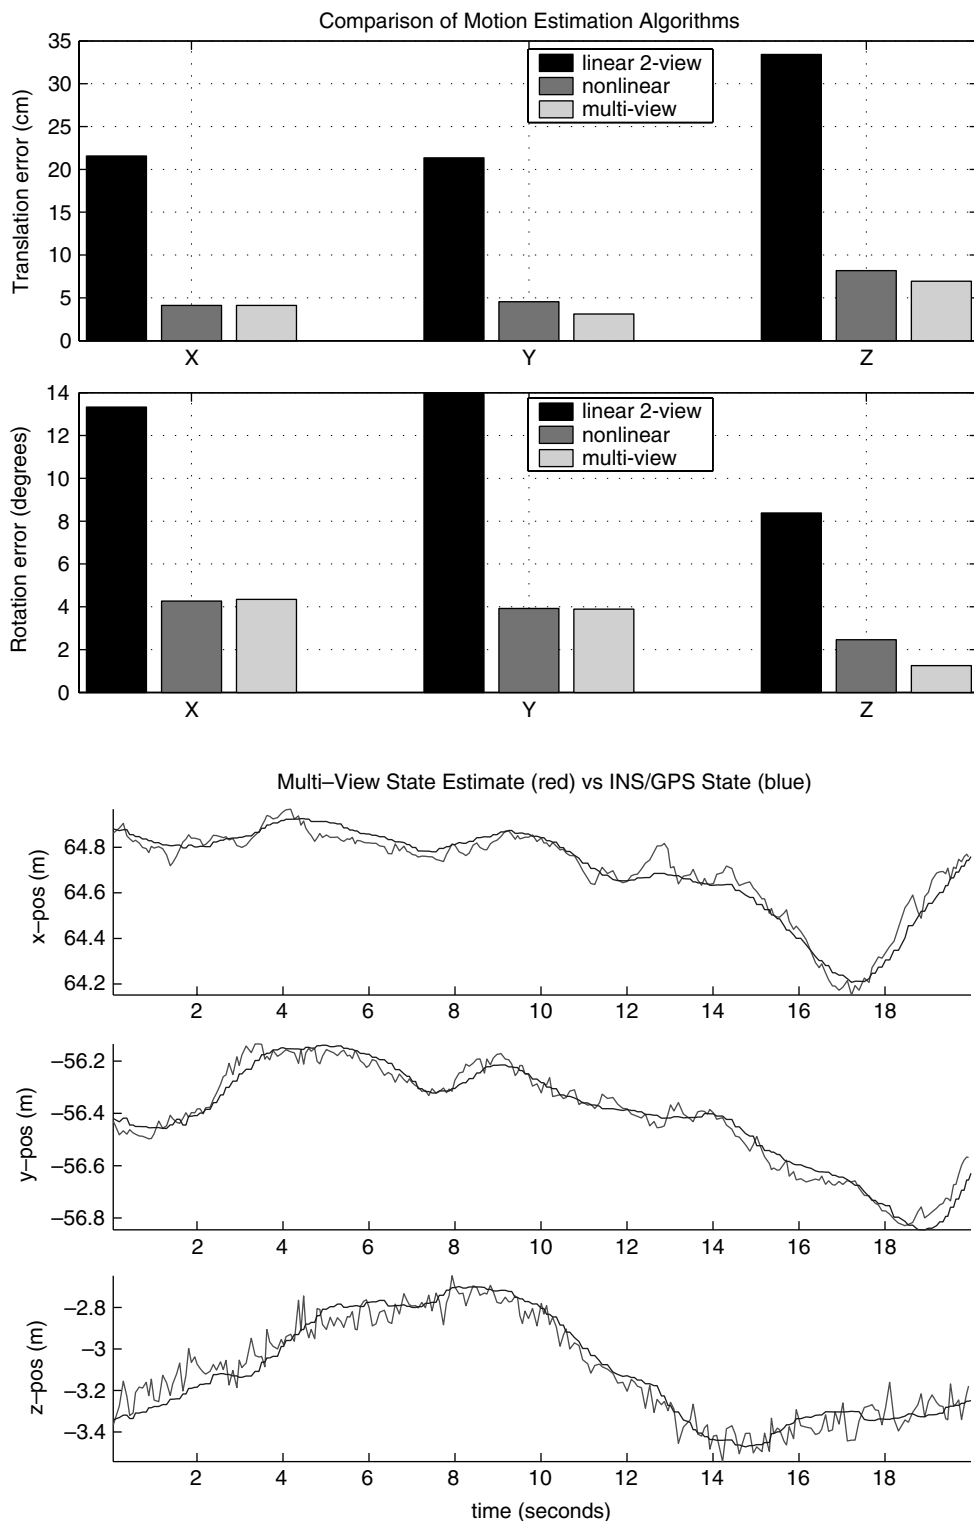 Comparison of Motion Estimation Algorithms
35
30
25
20
15
10
5
0
Translation error (cm)
linear 2-view
nonlinear
multi-view
X Y Z
14
12
10
8
6
4
2
0
Rotation error (degrees)
linear 2-view
nonlinear
multi-view
X Y Z
Multi–View State Estimate (red) vs INS/GPS State (blue)
64.8
64.6
64.4
64.2
x–pos (m)
2 4 6 8 10 12 14 16 18
–56.2
–56.4
–56.6
–56.8
y–pos (m)
2 4 6 8 10 12 14 16 18
–2.8
–3
–3.2
–3.4
z–pos (m)
2 4 6 8 10 12 14 16 18
time (seconds)